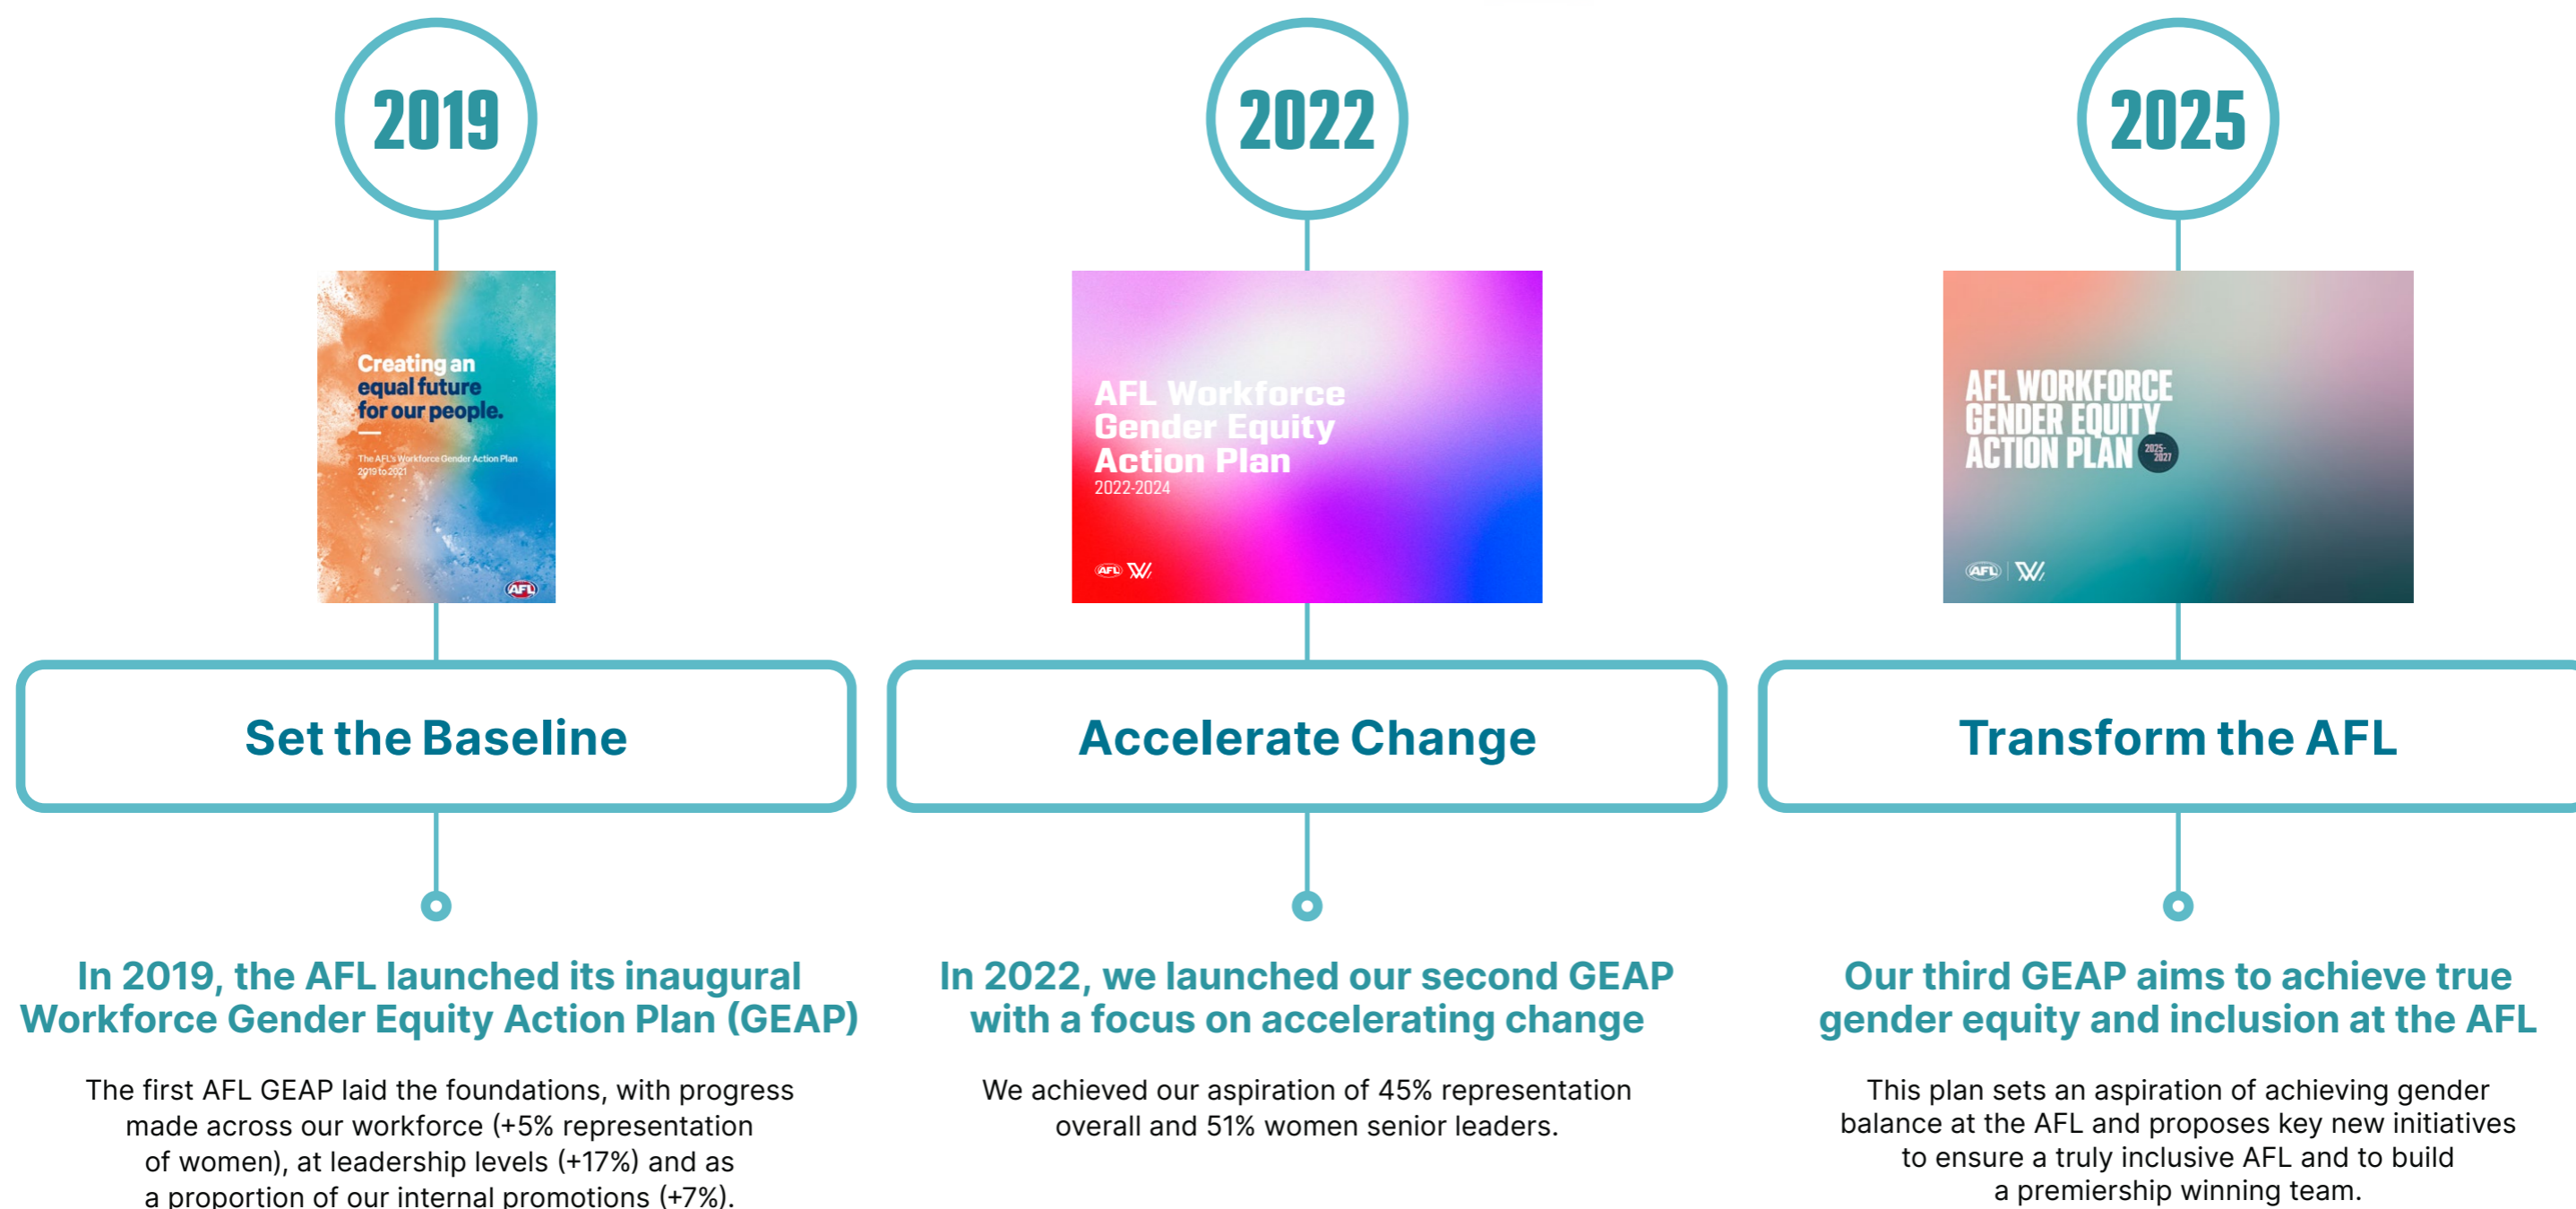 2019
2022
2025
Creating an
equal future
for our people.
The AFL's Workforce Gender Action Plan
2019 to 2021
AFL
AFL Workforce
Gender Equity
Action Plan
2022-2024
AFL W
AFL WORKFORCE
GENDER EQUITY
ACTION PLAN
2025-
2027
AFL W
Set the Baseline
Accelerate Change
Transform the AFL
In 2019, the AFL launched its inaugural
Workforce Gender Equity Action Plan (GEAP)
The first AFL GEAP laid the foundations, with progress
made across our workforce (+5% representation
of women), at leadership levels (+17%) and as
a proportion of our internal promotions (+7%).
In 2022, we launched our second GEAP
with a focus on accelerating change
We achieved our aspiration of 45% representation
overall and 51% women senior leaders.
Our third GEAP aims to achieve true
gender equity and inclusion at the AFL
This plan sets an aspiration of achieving gender
balance at the AFL and proposes key new initiatives
to ensure a truly inclusive AFL and to build
a premiership winning team.